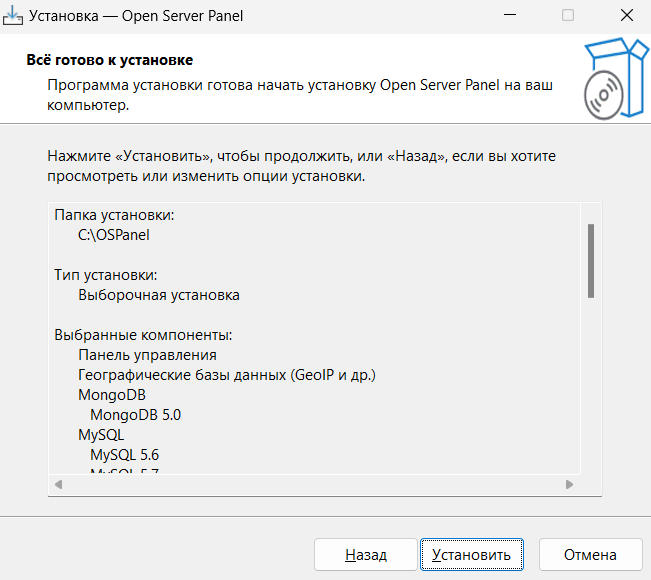 Установка — Open Server Panel
Всё готово к установке
Программа установки готова начать установку Open Server Panel на ваш
компьютер.
Нажмите «Установить», чтобы продолжить, или «Назад», если вы хотите
просмотреть или изменить опции установки.
Папка установки:
C:\OSPanel
Тип установки:
Выборочная установка
Выбранные компоненты:
Панель управления
Географические базы данных (GeoIP и др.)
MongoDB
MongoDB 5.0
MySQL
MySQL 5.6
MySQL 5.7
Назад
Установить
Отмена